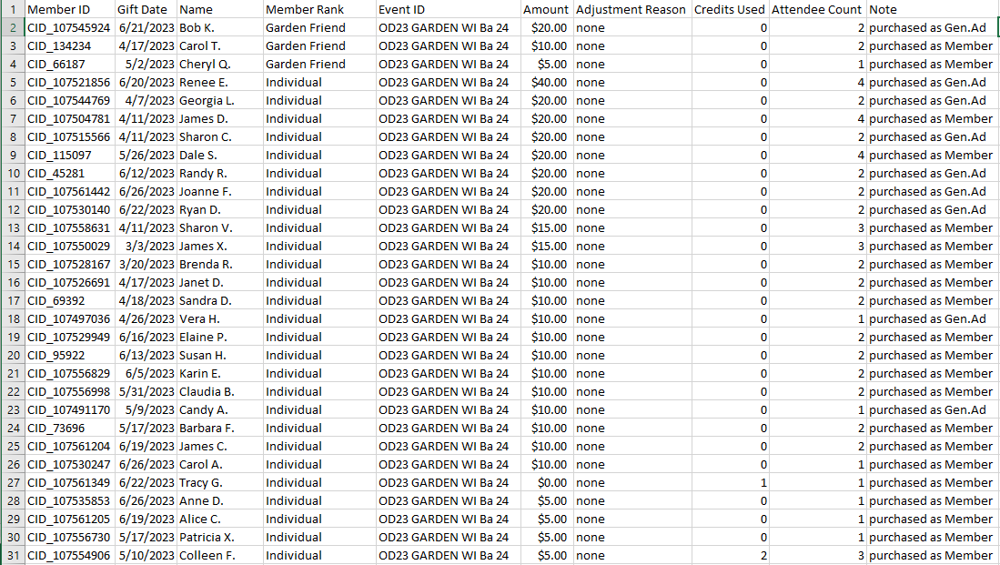 1 Member ID Gift Date Name Member Rank Event ID Amount Adjustment Reason Credits Used Attendee Count Note
2 CID_107545924 6/21/2023 Bob K. Garden Friend OD23 GARDEN WI Ba 24 $20.00 none 0 2 purchased as Gen.Ad
3 CID_134234 4/17/2023 Carol T. Garden Friend OD23 GARDEN WI Ba 24 $10.00 none 0 2 purchased as Member
4 CID_66187 5/2/2023 Cheryl Q. Garden Friend OD23 GARDEN WI Ba 24 $5.00 none 0 1 purchased as Member
5 CID_107521856 6/20/2023 Renee E. Individual OD23 GARDEN WI Ba 24 $40.00 none 0 4 purchased as Gen.Ad
6 CID_107544769 4/7/2023 Georgia L. Individual OD23 GARDEN WI Ba 24 $20.00 none 0 2 purchased as Gen.Ad
7 CID_107504781 4/11/2023 James D. Individual OD23 GARDEN WI Ba 24 $20.00 none 0 4 purchased as Member
8 CID_107515566 4/11/2023 Sharon C. Individual OD23 GARDEN WI Ba 24 $20.00 none 0 2 purchased as Gen.Ad
9 CID_115097 5/26/2023 Dale S. Individual OD23 GARDEN WI Ba 24 $20.00 none 0 4 purchased as Member
10 CID_45281 6/12/2023 Randy R. Individual OD23 GARDEN WI Ba 24 $20.00 none 0 2 purchased as Gen.Ad
11 CID_107561442 6/26/2023 Joanne F. Individual OD23 GARDEN WI Ba 24 $20.00 none 0 2 purchased as Gen.Ad
12 CID_107530140 6/22/2023 Ryan D. Individual OD23 GARDEN WI Ba 24 $20.00 none 0 2 purchased as Gen.Ad
13 CID_107558631 4/11/2023 Sharon V. Individual OD23 GARDEN WI Ba 24 $15.00 none 0 3 purchased as Member
14 CID_107550029 3/3/2023 James X. Individual OD23 GARDEN WI Ba 24 $15.00 none 0 3 purchased as Member
15 CID_107528167 3/20/2023 Brenda R. Individual OD23 GARDEN WI Ba 24 $10.00 none 0 2 purchased as Member
16 CID_107526691 4/17/2023 Janet D. Individual OD23 GARDEN WI Ba 24 $10.00 none 0 2 purchased as Member
17 CID_69392 4/18/2023 Sandra D. Individual OD23 GARDEN WI Ba 24 $10.00 none 0 2 purchased as Member
18 CID_107497036 4/26/2023 Vera H. Individual OD23 GARDEN WI Ba 24 $10.00 none 0 1 purchased as Gen.Ad
19 CID_107529949 6/16/2023 Elaine P. Individual OD23 GARDEN WI Ba 24 $10.00 none 0 2 purchased as Member
20 CID_95922 6/13/2023 Susan H. Individual OD23 GARDEN WI Ba 24 $10.00 none 0 2 purchased as Member
21 CID_107556829 6/5/2023 Karin E. Individual OD23 GARDEN WI Ba 24 $10.00 none 0 2 purchased as Member
22 CID_107556998 5/31/2023 Claudia B. Individual OD23 GARDEN WI Ba 24 $10.00 none 0 2 purchased as Member
23 CID_107491170 5/9/2023 Candy A. Individual OD23 GARDEN WI Ba 24 $10.00 none 0 1 purchased as Gen.Ad
24 CID_73696 5/17/2023 Barbara F. Individual OD23 GARDEN WI Ba 24 $10.00 none 0 2 purchased as Member
25 CID_107561204 6/19/2023 James C. Individual OD23 GARDEN WI Ba 24 $10.00 none 0 2 purchased as Member
26 CID_107530247 6/26/2023 Carol A. Individual OD23 GARDEN WI Ba 24 $10.00 none 0 1 purchased as Member
27 CID_107561349 6/22/2023 Tracy G. Individual OD23 GARDEN WI Ba 24 $0.00 none 1 1 purchased as Member
28 CID_107535853 6/26/2023 Anne D. Individual OD23 GARDEN WI Ba 24 $5.00 none 0 1 purchased as Member
29 CID_107561205 6/19/2023 Alice C. Individual OD23 GARDEN WI Ba 24 $5.00 none 0 1 purchased as Member
30 CID_107556730 5/17/2023 Patricia X. Individual OD23 GARDEN WI Ba 24 $5.00 none 0 1 purchased as Member
31 CID_107554906 5/10/2023 Colleen F. Individual OD23 GARDEN WI Ba 24 $5.00 none 2 3 purchased as Member